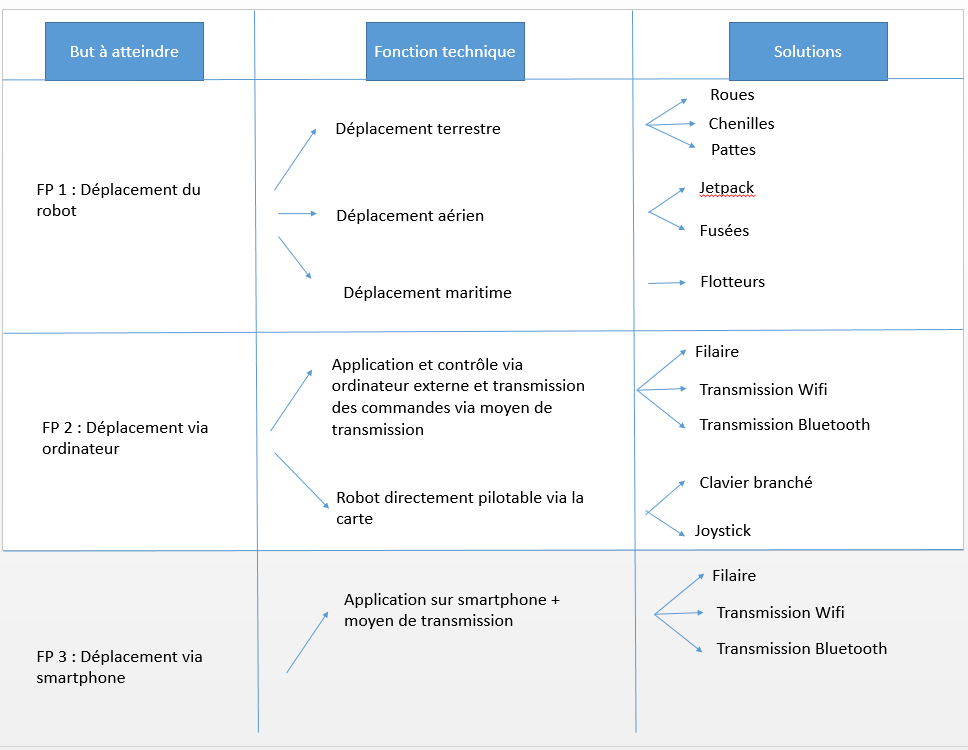 But à atteindre
Fonction technique
Solutions
FP 1 : Déplacement du
robot
Déplacement terrestre
Roues
Chenilles
Pattes
Déplacement aérien
Jetpack
Fusées
Déplacement maritime
Flotteurs
FP 2 : Déplacement via
ordinateur
Application et contrôle via
ordinateur externe et transmission
des commandes via moyen de
transmission
Filaire
Transmission Wifi
Transmission Bluetooth
Robot directement pilotable via la
carte
Clavier branché
Joystick
FP 3 : Déplacement via
smartphone
Application sur smartphone +
moyen de transmission
Filaire
Transmission Wifi
Transmission Bluetooth